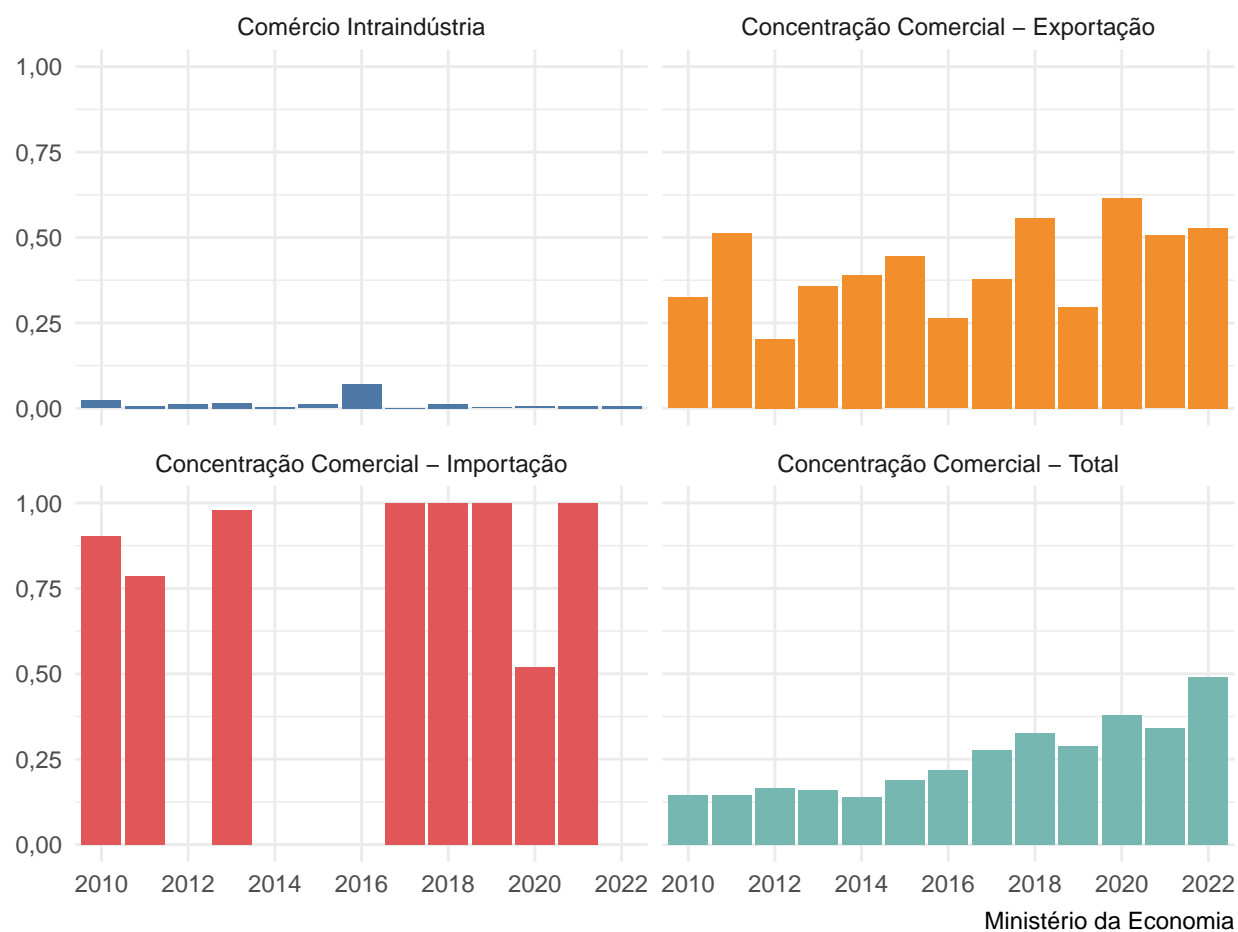 Comércio Intraindústria
Concentração Comercial – Exportação
1,00
0,75
0,50
0,25
0,00
Concentração Comercial – Importação
Concentração Comercial – Total
1,00
0,75
0,50
0,25
0,00
2010 2012 2014 2016 2018 2020 2022
2010 2012 2014 2016 2018 2020 2022
Ministério da Economia